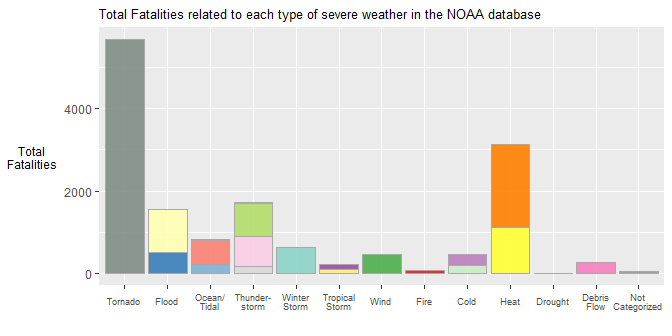 Total Fatalities related to each type of severe weather in the NOAA database
4000
Total
Fatalities
2000
0
Tornado
Flood
Ocean/
Tidal
Thunder-
storm
Winter
Storm
Tropical
Storm
Wind
Fire
Cold
Heat
Drought
Debris
Flow
Not
Categorized